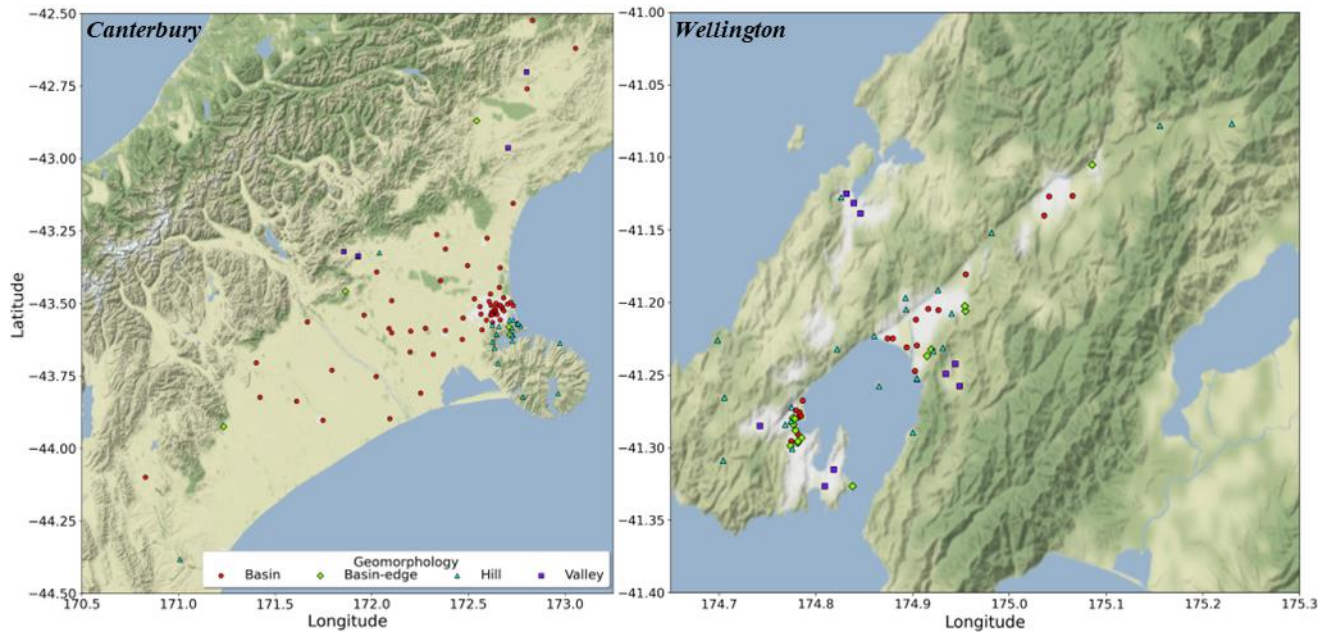 Canterbury
Latitude
−42.50
−42.75
−43.00
−43.25
−43.50
−43.75
−44.00
−44.25
−44.50
170.5 171.0 171.5 172.0 172.5 173.0
Longitude
Geomorphology
Basin Basin-edge Hill Valley
Wellington
−41.00
−41.05
−41.10
−41.15
−41.20
−41.25
−41.30
−41.35
−41.40
174.7 174.8 174.9 175.0 175.1 175.2 175.3
Longitude